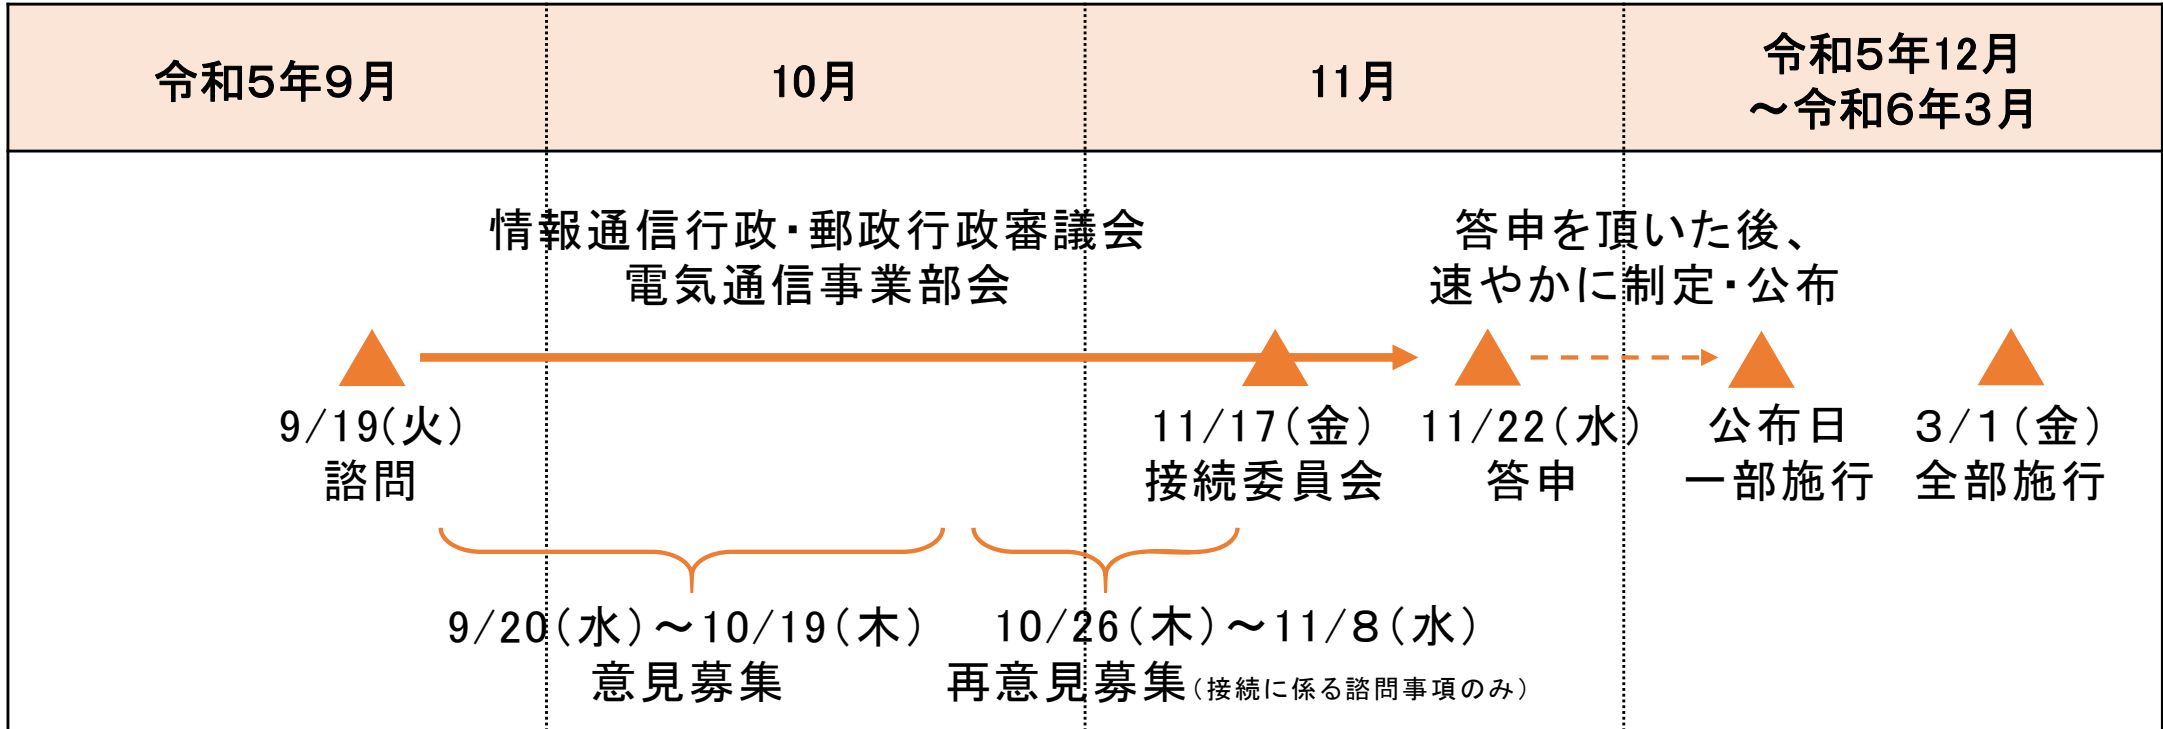 令和5年9月
10月
11月
令和5年12月
～令和6年3月
情報通信行政・郵政行政審議会
電気通信事業部会
答申を頂いた後、
速やかに制定・公布
9/19(火)
諮問
11/17(金)
接続委員会
11/22(水)
答申
公布日
一部施行
3/1(金)
全部施行
9/20(水)～10/19(木)
意見募集
10/26(木)～11/8(水)
再意見募集(接続に係る諮問事項のみ)